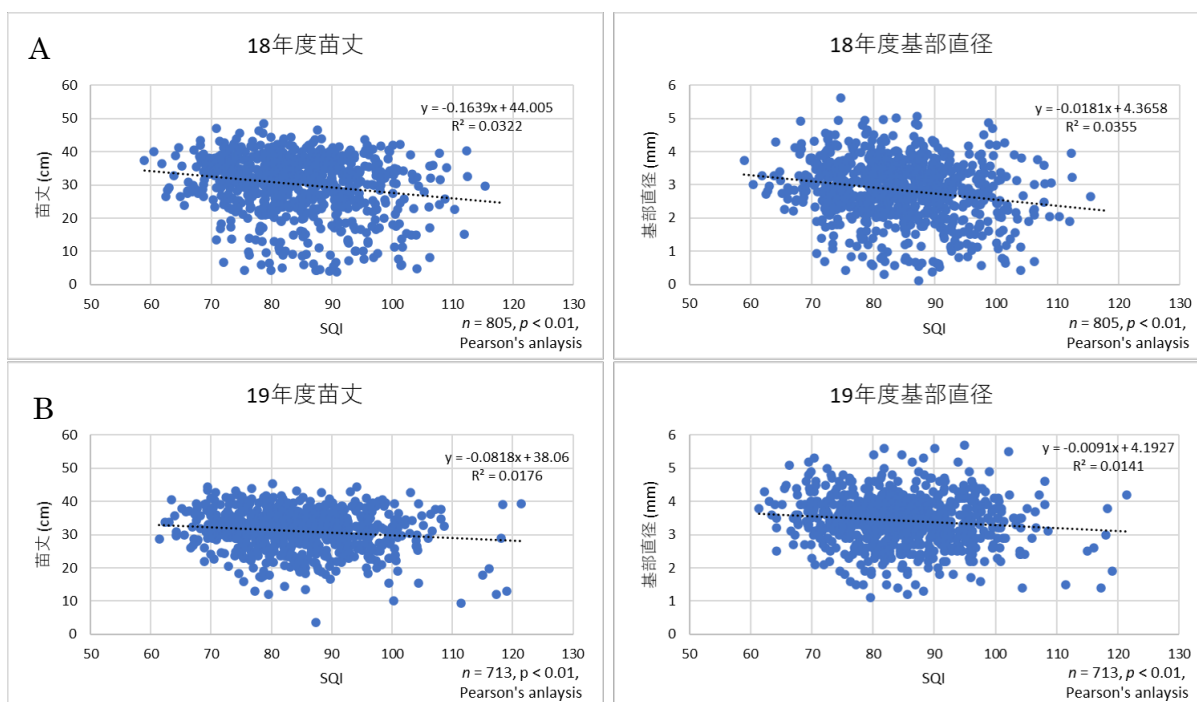 A
18年度苗丈
y = -0.1639x + 44.005
R² = 0.0322
苗丈 (cm)
60
50
40
30
20
10
0
50 60 70 80 90 100 110 120 130
SQI
n = 805, p < 0.01,
Pearson's anlaysis
18年度基部直径
y = -0.0181x + 4.3658
R² = 0.0355
基部直径 (mm)
6
5
4
3
2
1
0
50 60 70 80 90 100 110 120 130
SQI
n = 805, p < 0.01,
Pearson's anlaysis
B
19年度苗丈
y = -0.0818x + 38.06
R² = 0.0176
苗丈 (cm)
60
50
40
30
20
10
0
50 60 70 80 90 100 110 120 130
SQI
n = 713, p < 0.01,
Pearson's anlaysis
19年度基部直径
y = -0.0091x + 4.1927
R² = 0.0141
基部直径 (mm)
6
5
4
3
2
1
0
50 60 70 80 90 100 110 120 130
SQI
n = 713, p < 0.01,
Pearson's anlaysis